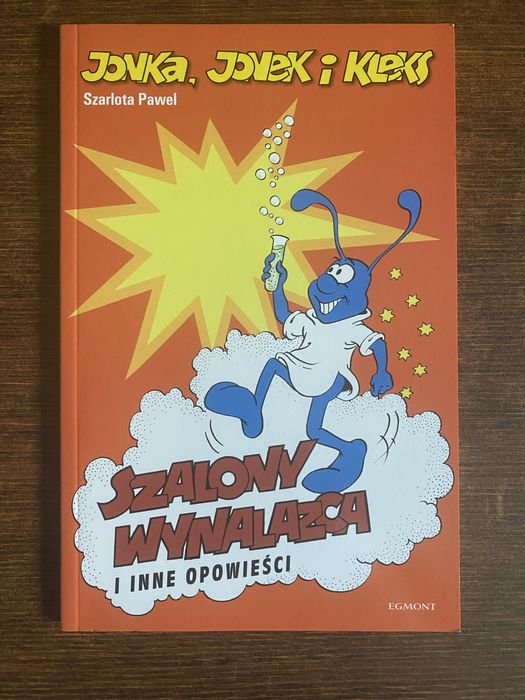 Jonka, Jonek i Kleks
Szarlota Pawel
SZALONY
WYNALAZCA
I INNE OPOWIEŚCI
EGMONT